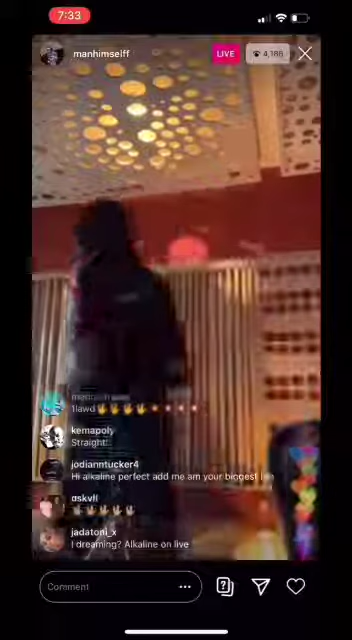 7:33
manhimselff
LIVE
4,186
1lawd
kemapoly
Straight
jodianntucker4
Hi alkaline perfect add me am your biggest
askvll
jadatoni_x
I dreaming? Alkaline on live
Comment